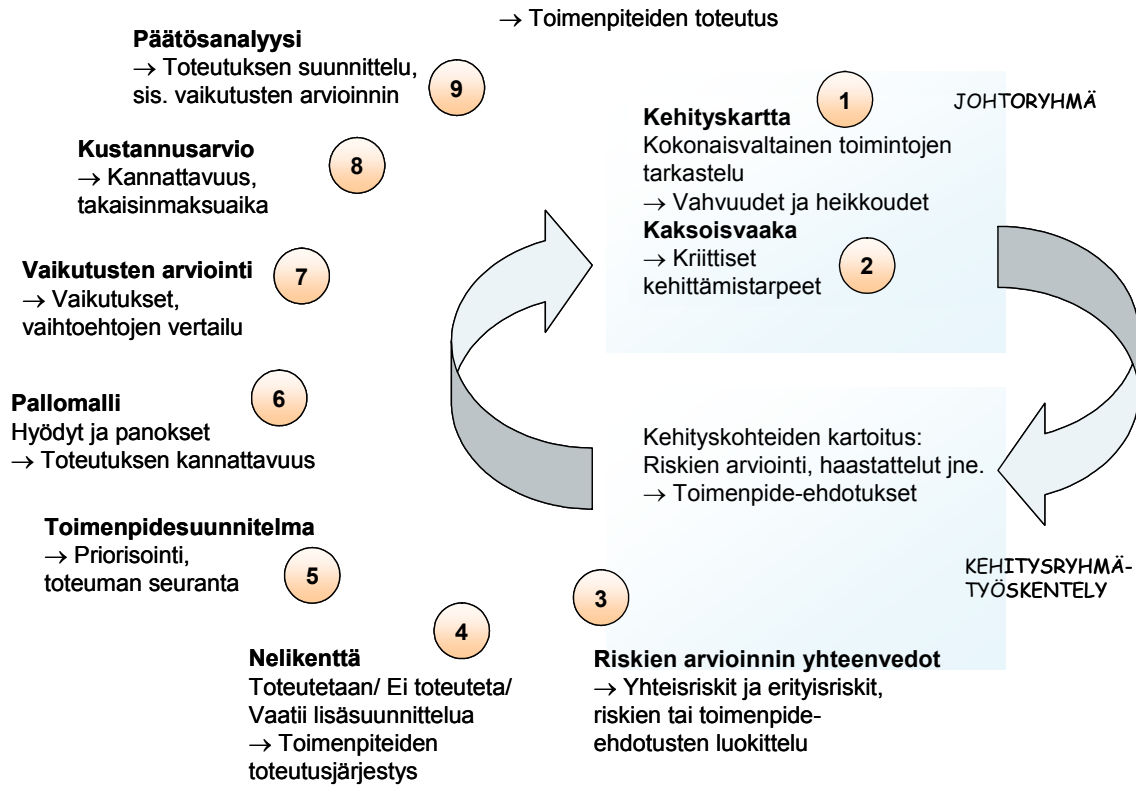 → Toimenpiteiden toteutus
Päätösanalyysi
→ Toteutuksen suunnittelu,
sis. vaikutusten arvioinnin
9
1
JOHTORYHMÄ
Kehityskartta
Kokonaisvaltainen toimintojen
tarkastelu
→ Vahvuudet ja heikkoudet
Kaksoisvaaka
→ Kriittiset
kehittämistarpeet
2
Kustannusarvio
→ Kannattavuus,
takaisinmaksuaika
8
Vaikutusten arviointi
→ Vaikutukset,
vaihtoehtojen vertailu
7
Pallomalli
Hyödyt ja panokset
→ Toteutuksen kannattavuus
6
Kehityskohteiden kartoitus:
Riskien arviointi, haastattelut jne.
→ Toimenpide-ehdotukset
Toimenpidesuunnitelma
→ Priorisointi,
toteuman seuranta
5
KEHITYSRYHMÄ-
TYÖSKENTELY
4
Nelikenttä
Toteutetaan/ Ei toteuteta/
Vaatii lisäsuunnittelua
→ Toimenpiteiden
toteutusjärjestys
3
Riskien arvioinnin yhteenvedot
→ Yhteisriskit ja erityisriskit,
riskien tai toimenpide-
ehdotusten luokittelu